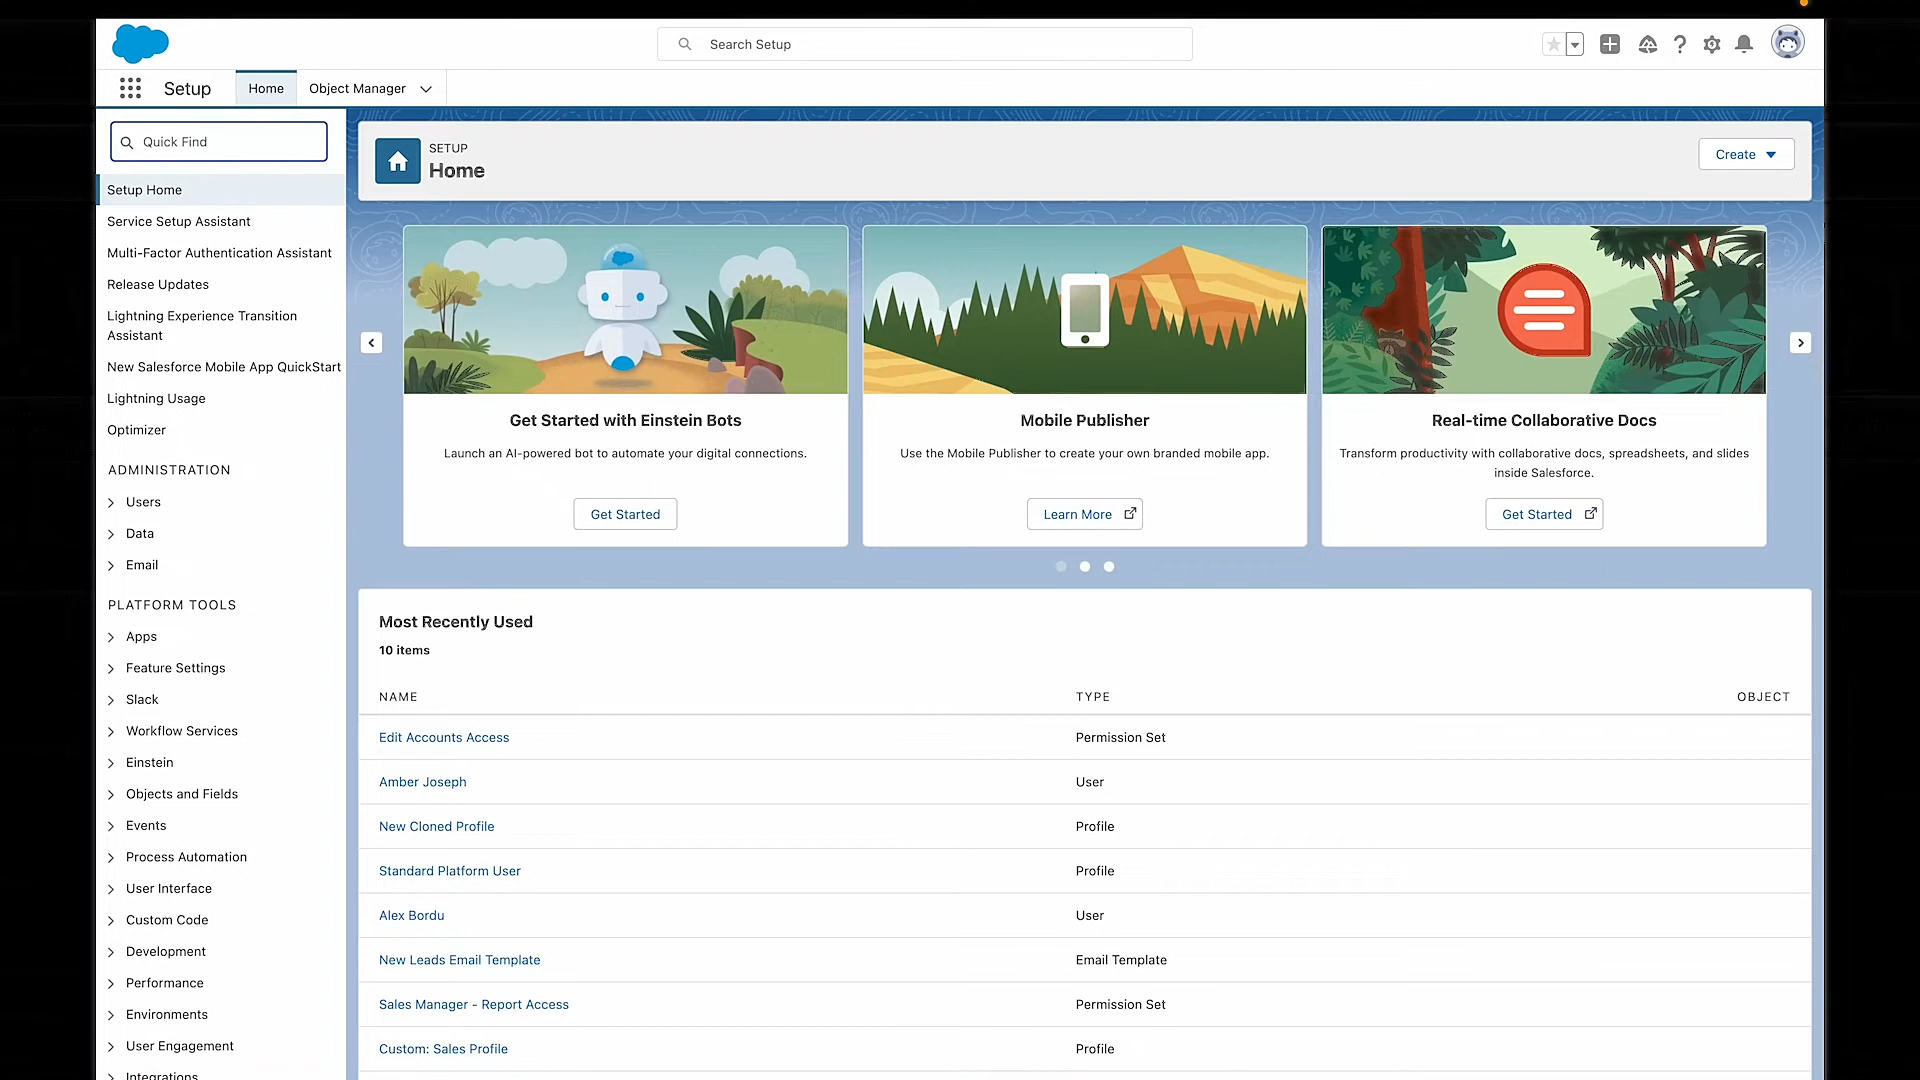 Search Setup
Setup
Home
Object Manager
Quick Find
Setup Home
Service Setup Assistant
Multi-Factor Authentication Assistant
Release Updates
Lightning Experience Transition
Assistant
New Salesforce Mobile App QuickStart
Lightning Usage
Optimizer
ADMINISTRATION
Users
Data
Email
PLATFORM TOOLS
Apps
Feature Settings
Slack
Workflow Services
Einstein
Objects and Fields
Events
Process Automation
User Interface
Custom Code
Development
Performance
Environments
User Engagement
Integrations
SETUP
Home
Create
Get Started with Einstein Bots
Launch an AI-powered bot to automate your digital connections.
Get Started
Mobile Publisher
Use the Mobile Publisher to create your own branded mobile app.
Learn More
Real-time Collaborative Docs
Transform productivity with collaborative docs, spreadsheets, and slides
inside Salesforce.
Get Started
Most Recently Used
10 items
NAME TYPE OBJECT
Edit Accounts Access Permission Set
Amber Joseph User
New Cloned Profile Profile
Standard Platform User Profile
Alex Bordu User
New Leads Email Template Email Template
Sales Manager - Report Access Permission Set
Custom: Sales Profile Profile